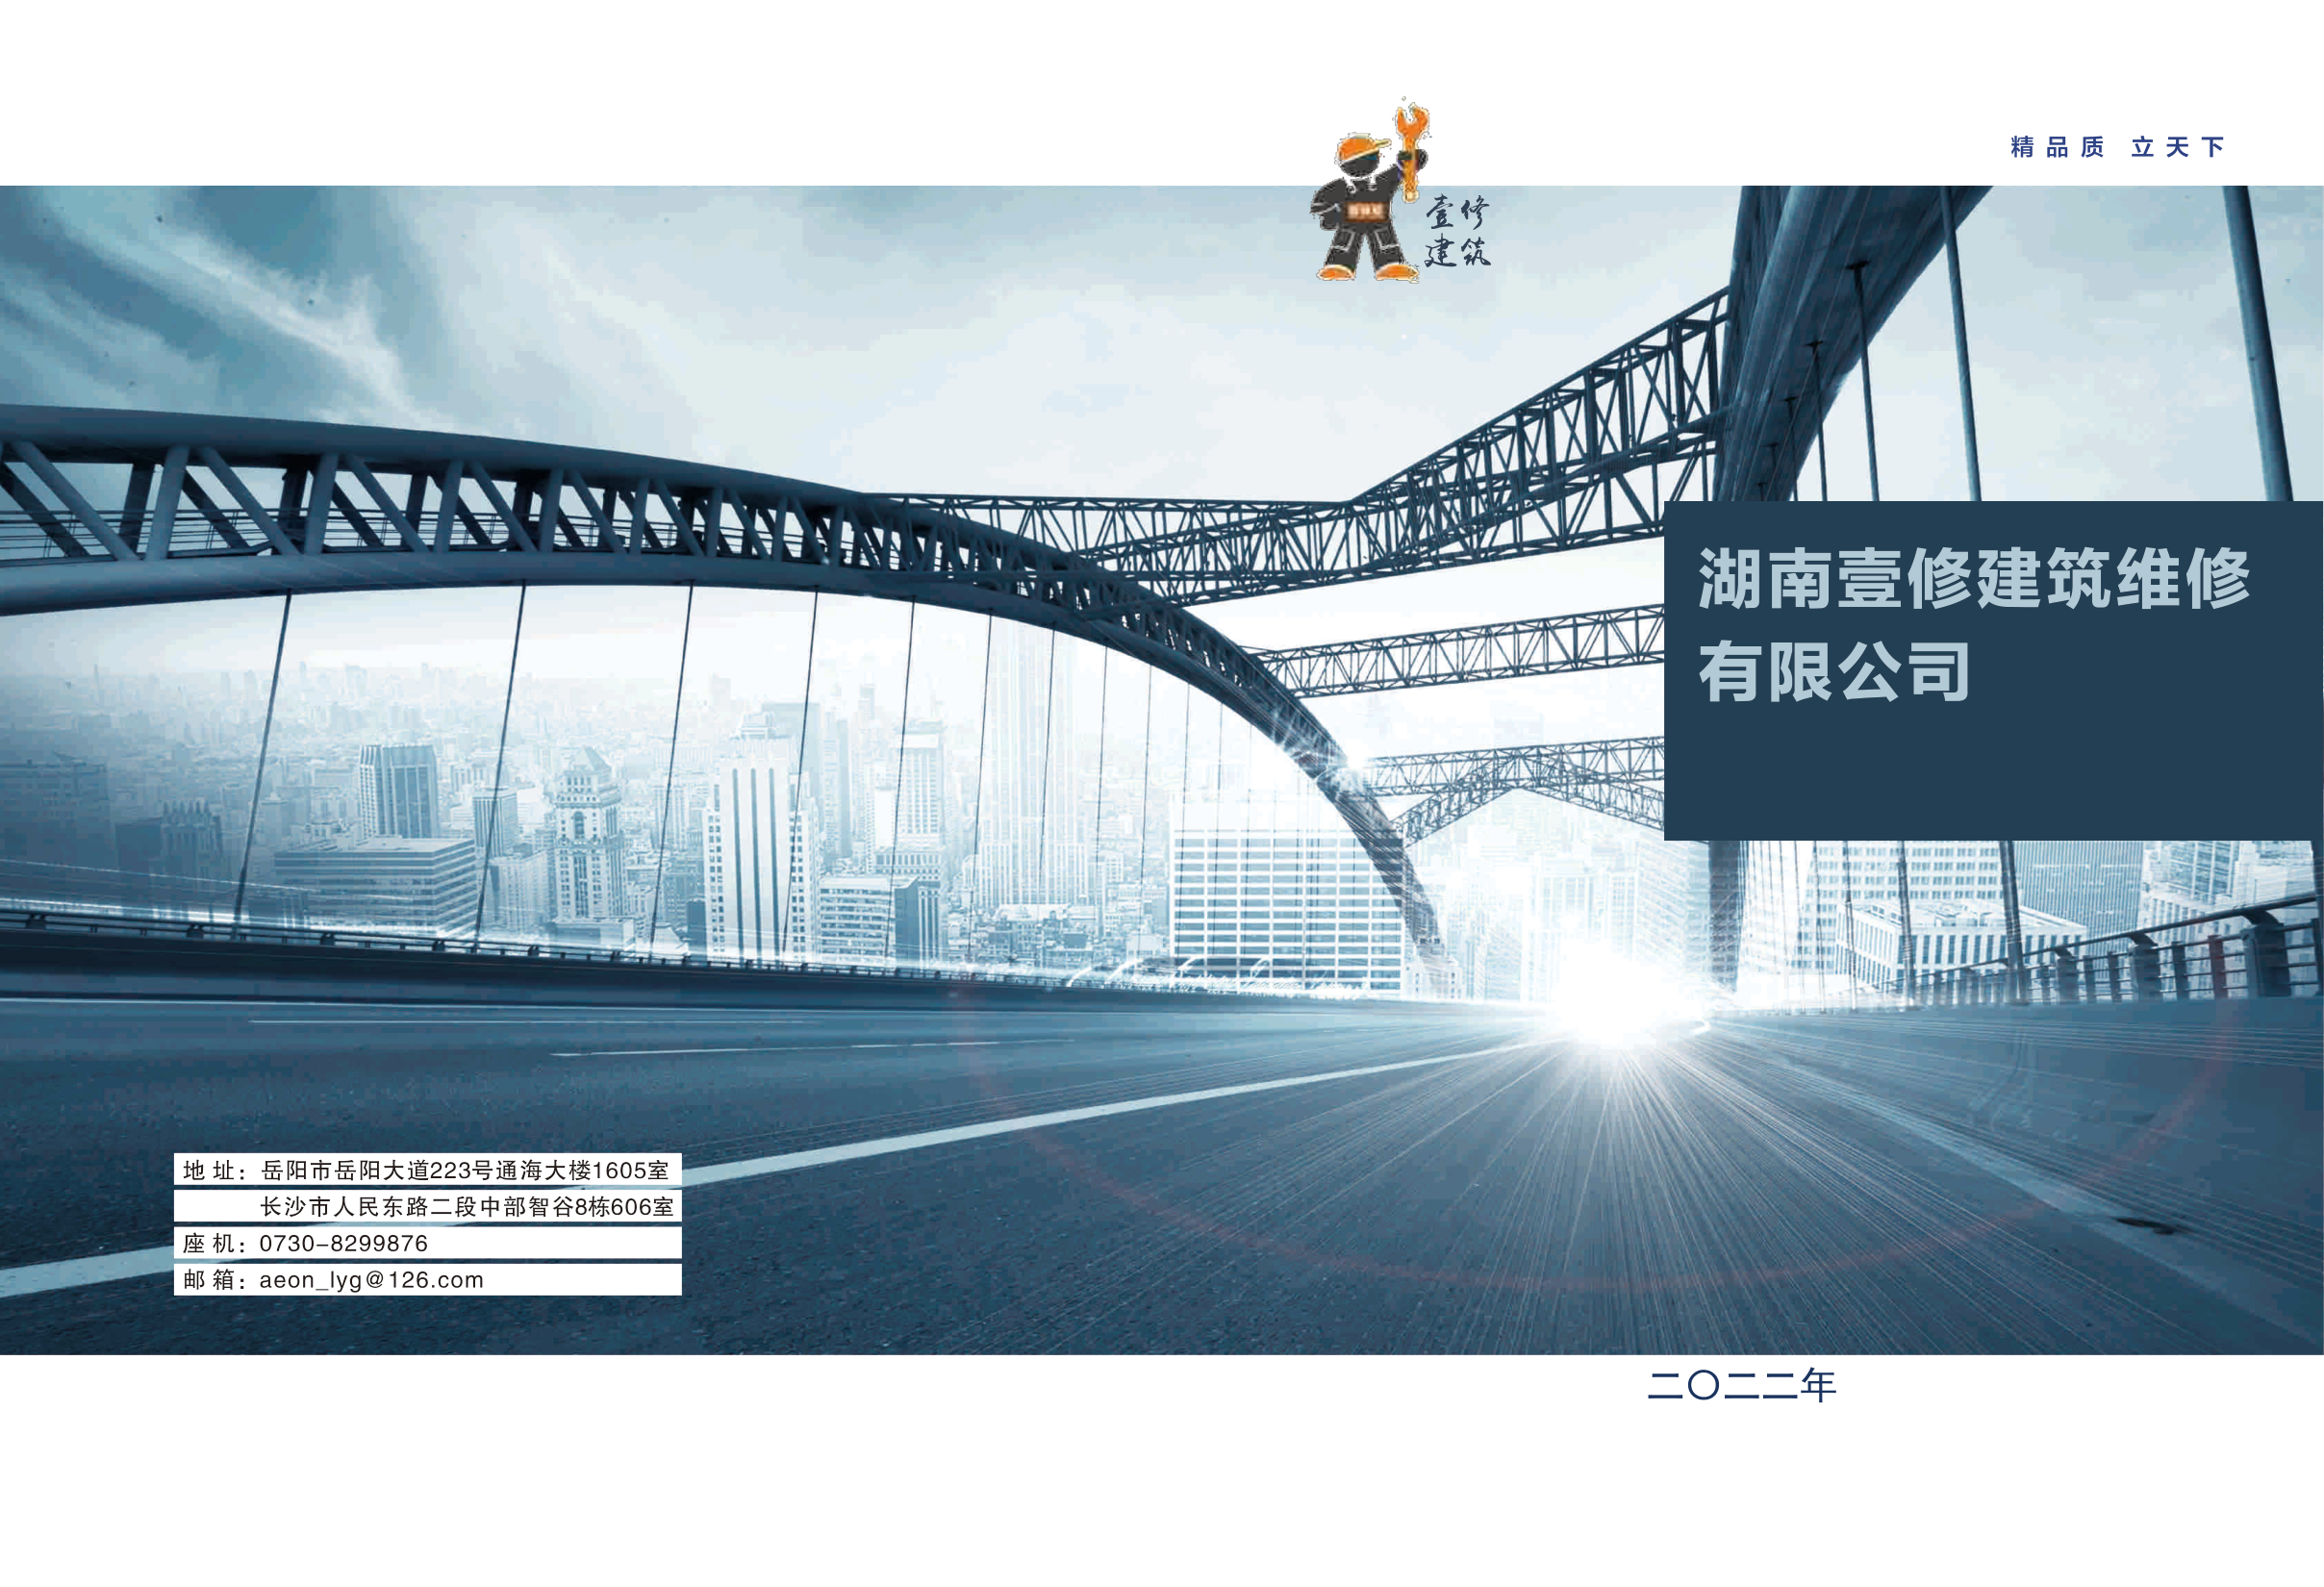 精品质 立天下
壹修
建筑
湖南壹修建筑维修
有限公司
地址：岳阳市岳阳大道223号通海大楼1605室
长沙市人民东路二段中部智谷8栋606室
座机：0730-8299876
邮箱：aeon_lyg@126.com
二〇二二年